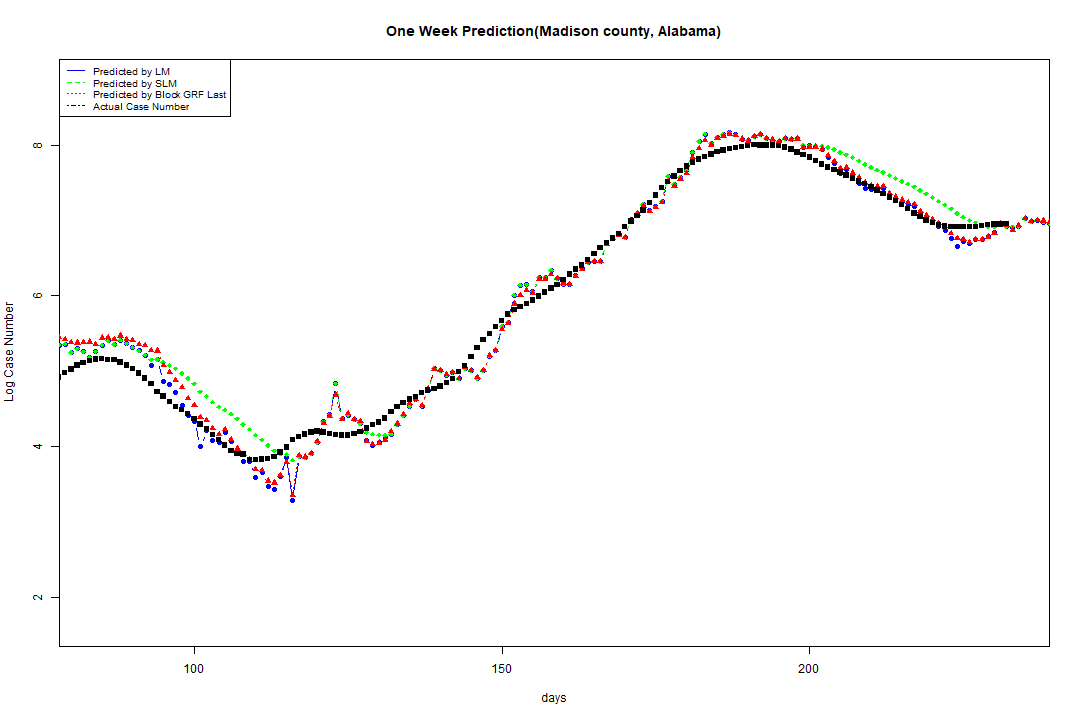 One Week Prediction(Madison county, Alabama)
Predicted by LM
Predicted by SLM
Predicted by Block GRF Last
Actual Case Number
8
6
4
2
Log Case Number
100 150 200
days